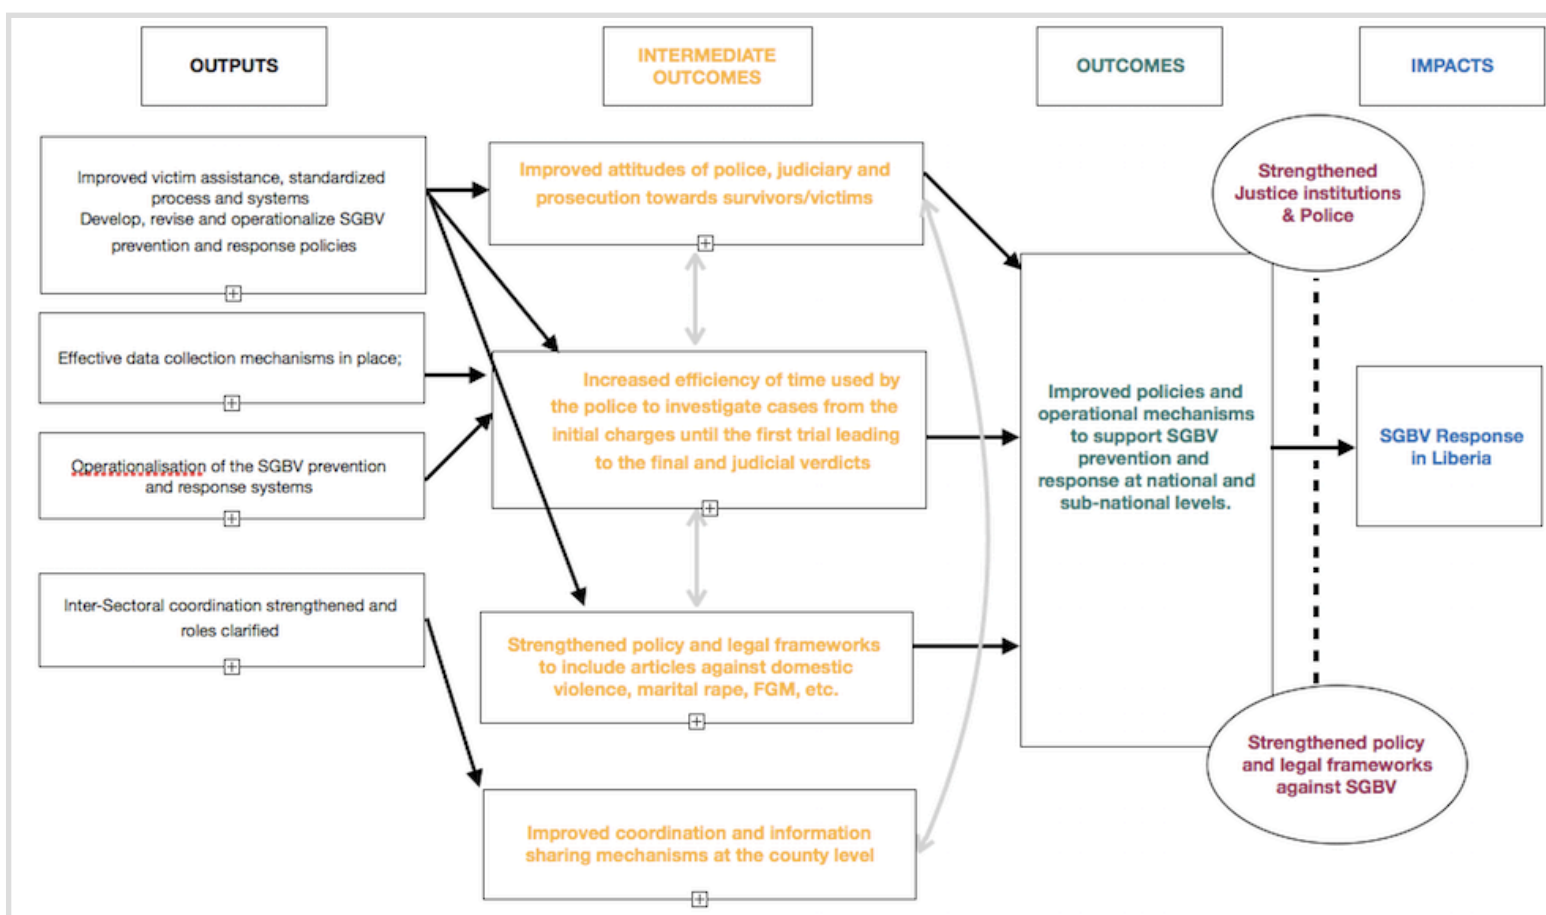 OUTPUTS
INTERMEDIATE
OUTCOMES
OUTCOMES
IMPACTS
Improved victim assistance, standardized
process and systems
Develop, revise and operationalize SGBV
prevention and response policies
Effective data collection mechanisms in place;
Operationalisation of the SGBV prevention
and response systems
Inter-Sectoral coordination strengthened and
roles clarified
Improved attitudes of police, judiciary and
prosecution towards survivors/victims
Increased efficiency of time used by
the police to investigate cases from the
initial charges until the first trial leading
to the final and judicial verdicts
Strengthened policy and legal frameworks
to include articles against domestic
violence, marital rape, FGM, etc.
Improved coordination and information
sharing mechanisms at the county level
Improved policies and
operational mechanisms
to support SGBV
prevention and
response at national and
sub-national levels.
Strengthened
Justice institutions
& Police
Strengthened policy
and legal frameworks
against SGBV
SGBV Response
in Liberia